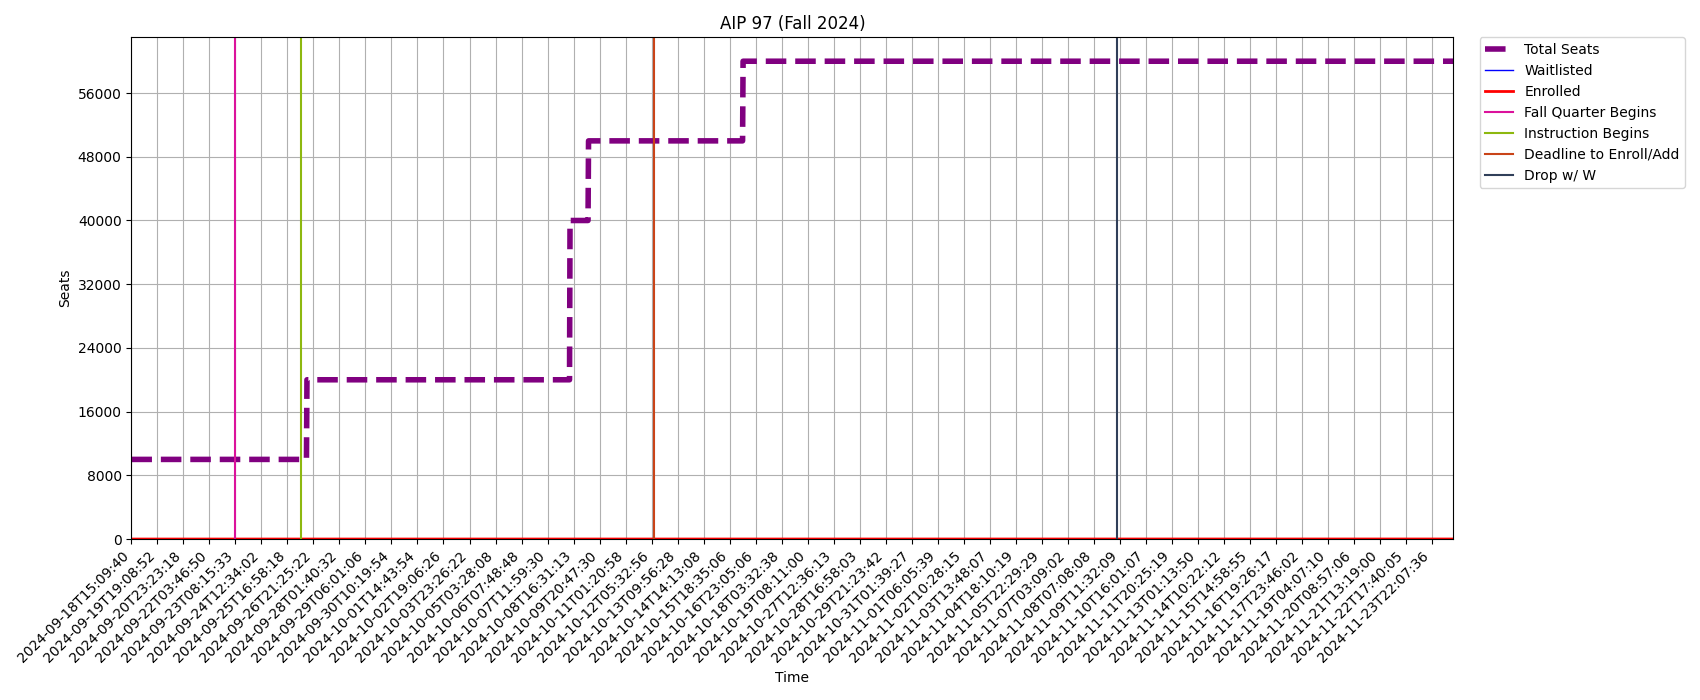 AIP 97 (Fall 2024)
Total Seats
Waitlisted
Enrolled
Fall Quarter Begins
Instruction Begins
Deadline to Enroll/Add
Drop w/ W
56000
48000
40000
32000
24000
16000
8000
0
Seats
2024-09-18T15:09:40
2024-09-19T19:08:52
2024-09-20T23:23:18
2024-09-22T03:46:50
2024-09-23T08:15:33
2024-09-24T12:34:02
2024-09-25T16:58:18
2024-09-26T21:25:22
2024-09-28T01:40:32
2024-09-29T06:01:06
2024-09-30T10:19:54
2024-10-01T14:43:54
2024-10-02T19:06:26
2024-10-03T23:26:22
2024-10-05T03:28:08
2024-10-06T07:48:48
2024-10-07T11:59:30
2024-10-08T16:31:13
2024-10-09T20:47:30
2024-10-11T01:20:58
2024-10-12T05:32:56
2024-10-13T09:56:28
2024-10-14T14:13:08
2024-10-15T18:35:06
2024-10-16T23:05:06
2024-10-18T03:32:38
2024-10-19T08:11:00
2024-10-27T12:36:13
2024-10-28T16:58:03
2024-10-29T21:23:42
2024-10-31T01:39:27
2024-11-01T06:05:39
2024-11-02T10:28:15
2024-11-03T13:48:07
2024-11-04T18:10:19
2024-11-05T22:29:29
2024-11-07T03:09:02
2024-11-08T07:08:08
2024-11-09T11:32:09
2024-11-10T16:01:07
2024-11-11T20:25:19
2024-11-13T01:13:50
2024-11-14T10:22:12
2024-11-15T14:58:55
2024-11-16T19:26:17
2024-11-17T23:46:02
2024-11-19T04:07:10
2024-11-20T08:57:06
2024-11-21T13:19:00
2024-11-22T17:40:05
2024-11-23T22:07:36
Time